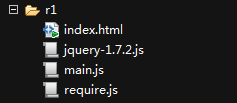 r1
index.html
jquery-1.7.2.js
main.js
require.js